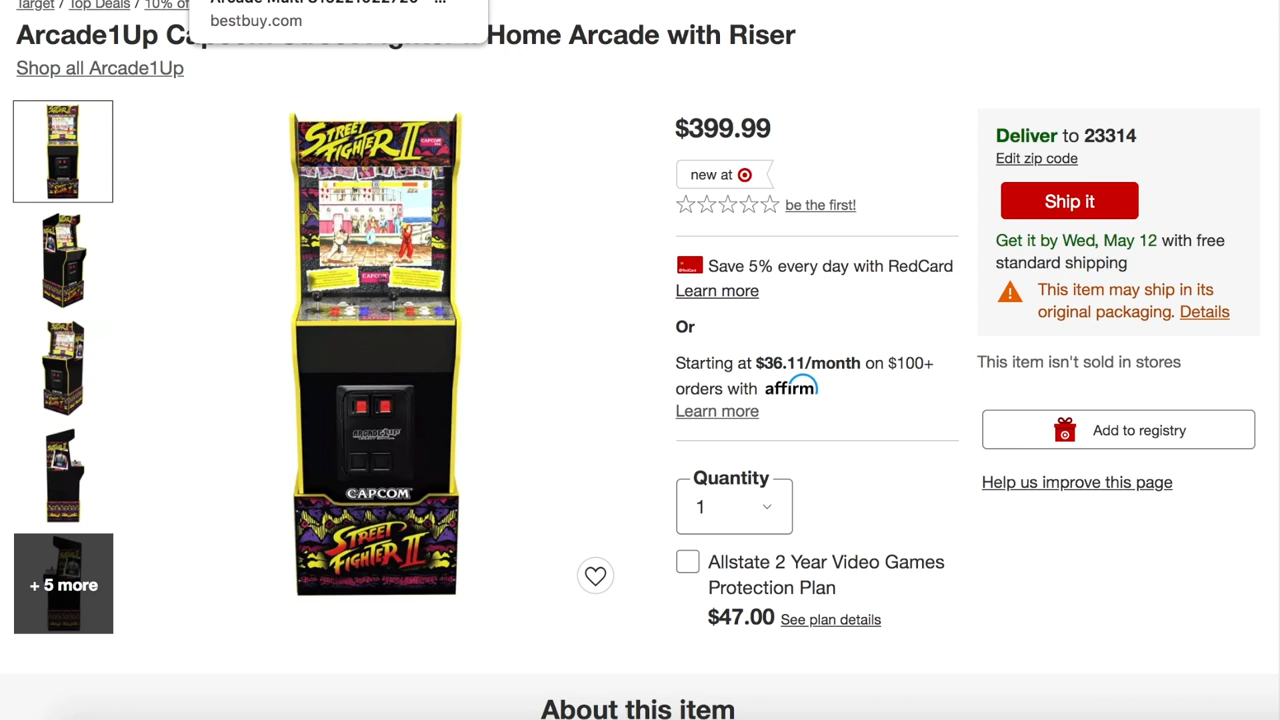 Target / Top Deals / 10% of
bestbuy.com
Arcade1Up Home Arcade with Riser
Shop all Arcade1Up
STREET
FIGHTER II
CAPCOM
CAPCOM
ARCADE1UP
CAPCOM
STREET
FIGHTER II
+ 5 more
$399.99
new at
be the first!
Save 5% every day with RedCard
Learn more
Or
Starting at $36.11/month on $100+
orders with affirm
Learn more
Quantity
1
Allstate 2 Year Video Games
Protection Plan
$47.00 See plan details
Deliver to 23314
Edit zip code
Ship it
Get it by Wed, May 12 with free
standard shipping
This item may ship in its
original packaging. Details
This item isn't sold in stores
Add to registry
Help us improve this page
About this item